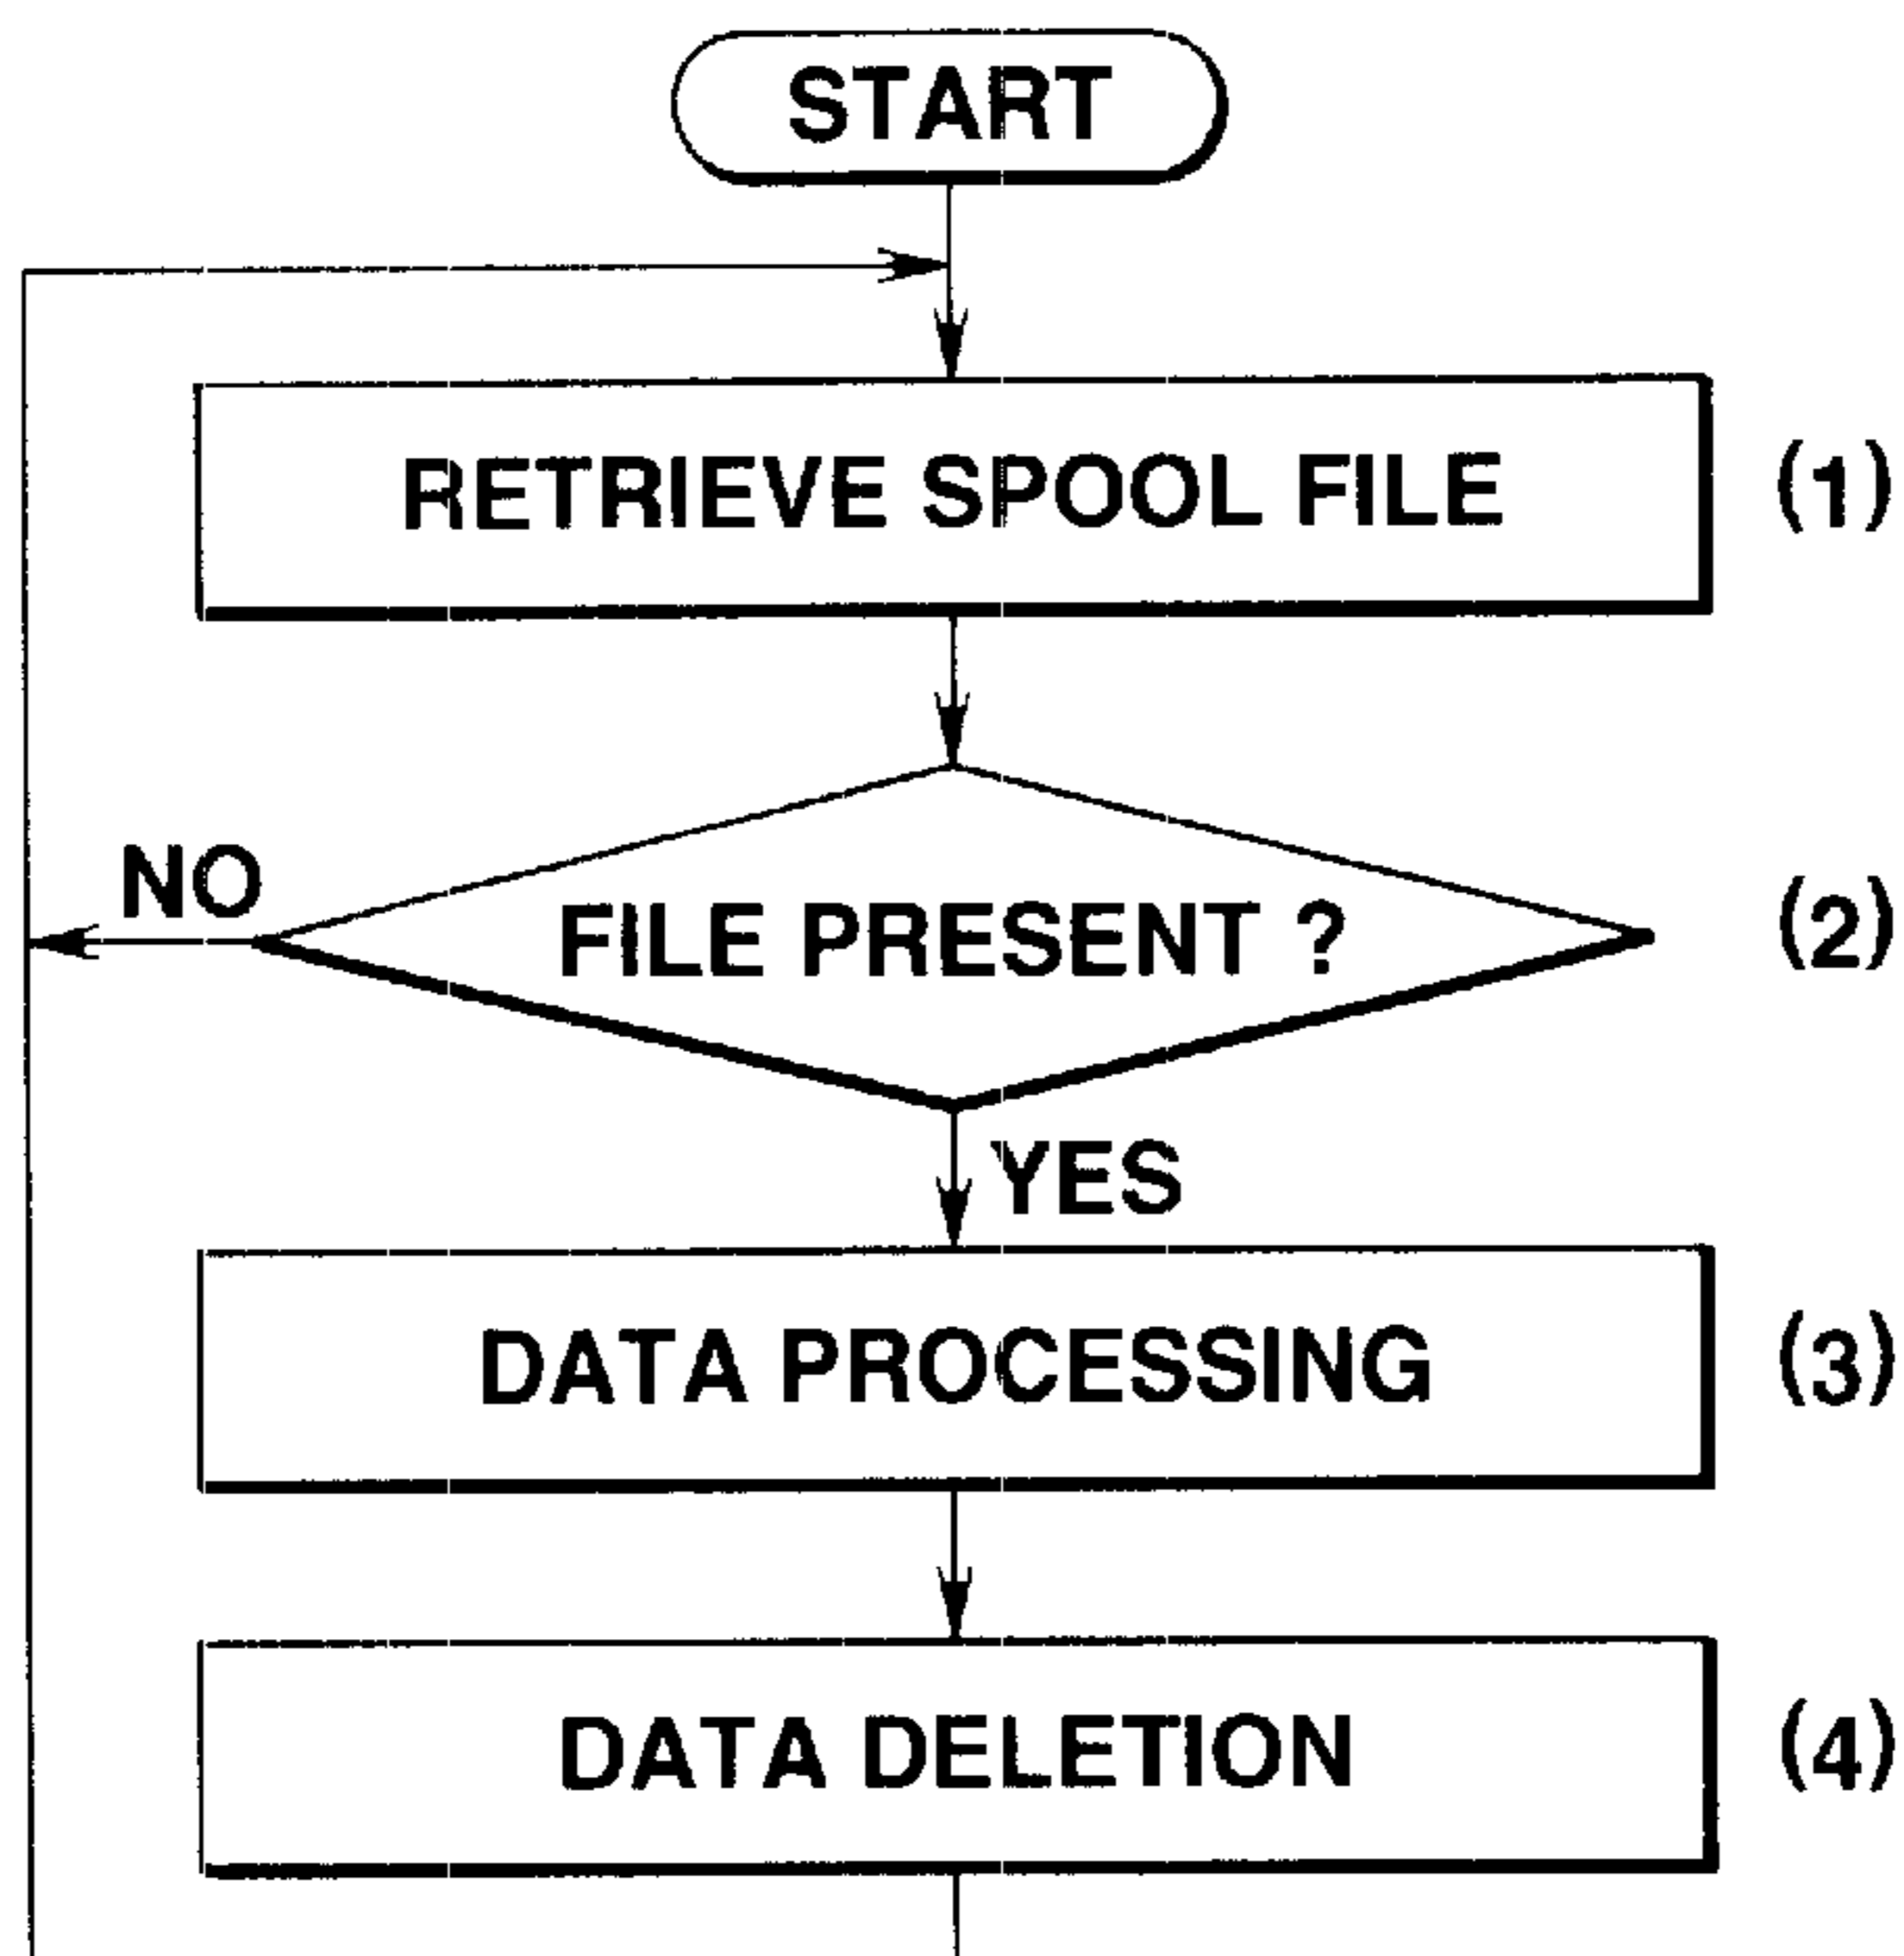 START
RETRIEVE SPOOL FILE (1)
NO
FILE PRESENT ? (2)
YES
DATA PROCESSING (3)
DATA DELETION (4)